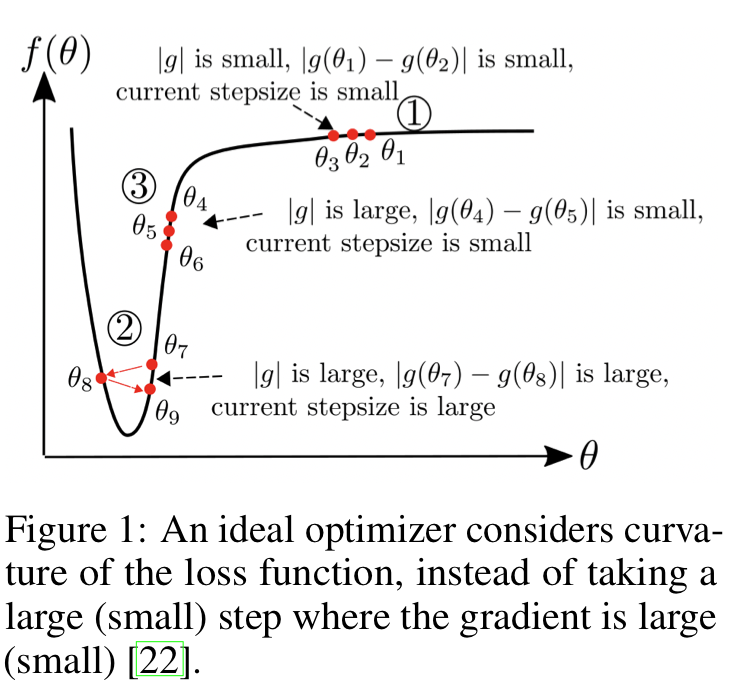 f(θ)
|g| is small, |g(θ₁) − g(θ₂)| is small,
current stepsize is small
①
θ₃ θ₂ θ₁
③
θ₄
θ₅
θ₆
|g| is large, |g(θ₄) − g(θ₅)| is small,
current stepsize is small
②
θ₇
θ₈
θ₉
|g| is large, |g(θ₇) − g(θ₈)| is large,
current stepsize is large
θ
Figure 1: An ideal optimizer considers curva-
ture of the loss function, instead of taking a
large (small) step where the gradient is large
(small) [22].